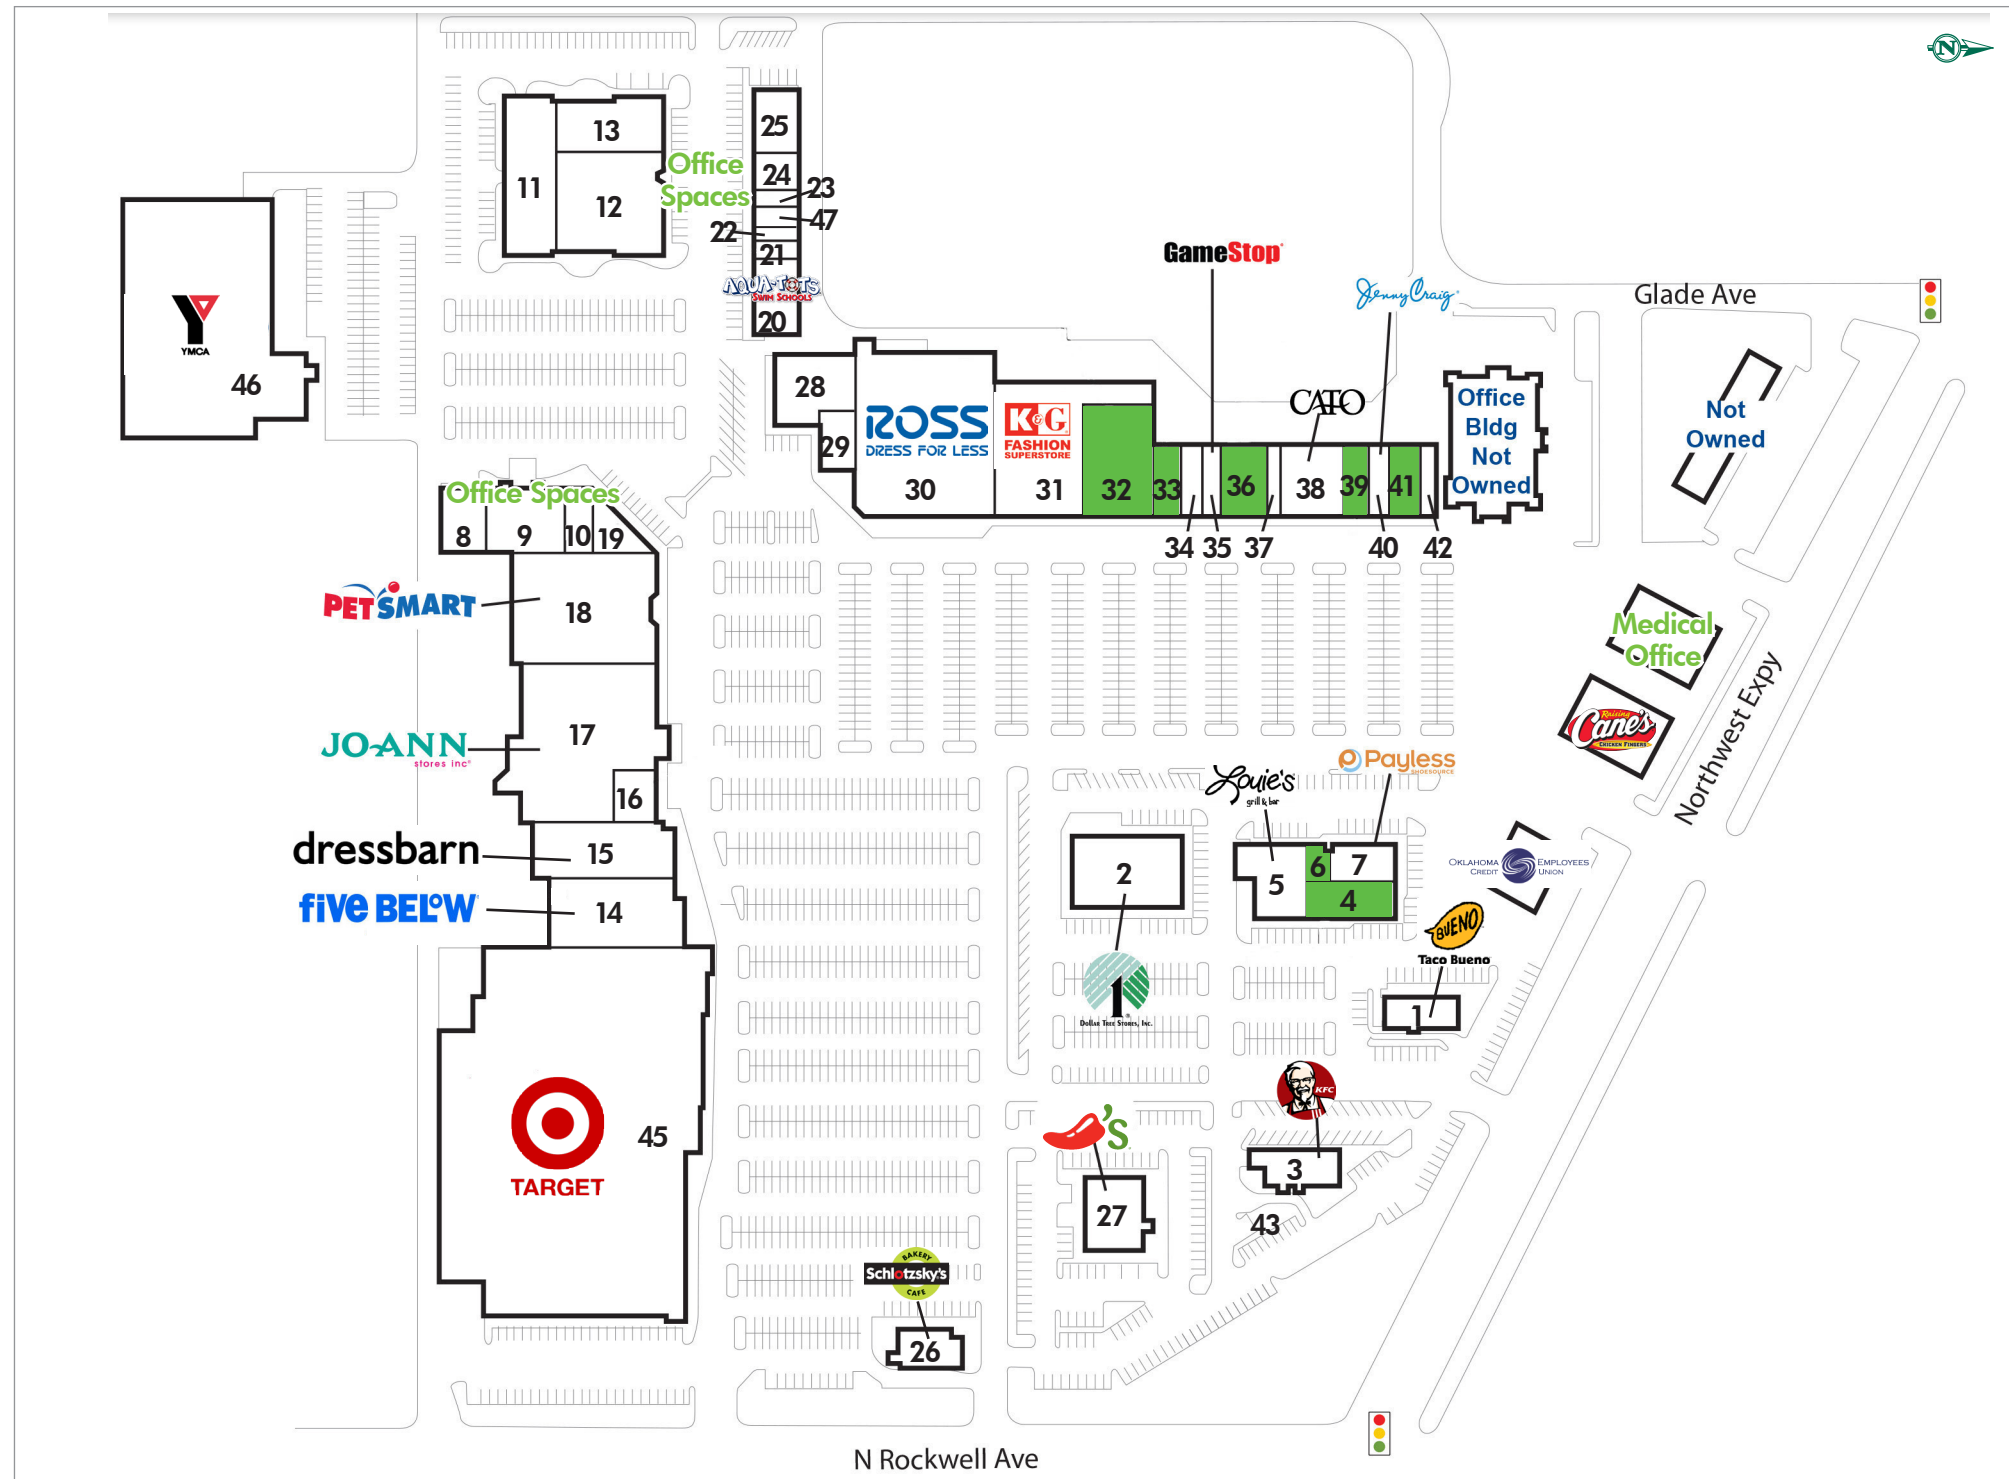 N
25
13
Office
Spaces
24
11
23
12
47
22
21
AQUA-TOTS
SWIM SCHOOLS
20
GameStop
Jenny Craig
Glade Ave
YMCA
46
28
29
ROSS
DRESS FOR LESS
30
K&G
FASHION
SUPERSTORE
31
32
33
36
CATO
38
39
41
34
35
37
40
42
Office
Bldg
Not
Owned
Not
Owned
Office Spaces
8
9
10
19
PETSMART
18
Medical
Office
Raising
Cane's
CHICKEN FINGERS
Northwest Expy
JO-ANN
stores inc
17
16
Louie's
grill & bar
Payless
SHOESOURCE
dressbarn
15
five BELOW
14
2
5
6
7
4
OKLAHOMA
CREDIT
EMPLOYEES
UNION
BUENO
Taco Bueno
1
Dollar Tree Stores, Inc.
TARGET
45
KFC
3
43
'S
27
BAKERY
Schlotzsky's
CAFE
26
N Rockwell Ave